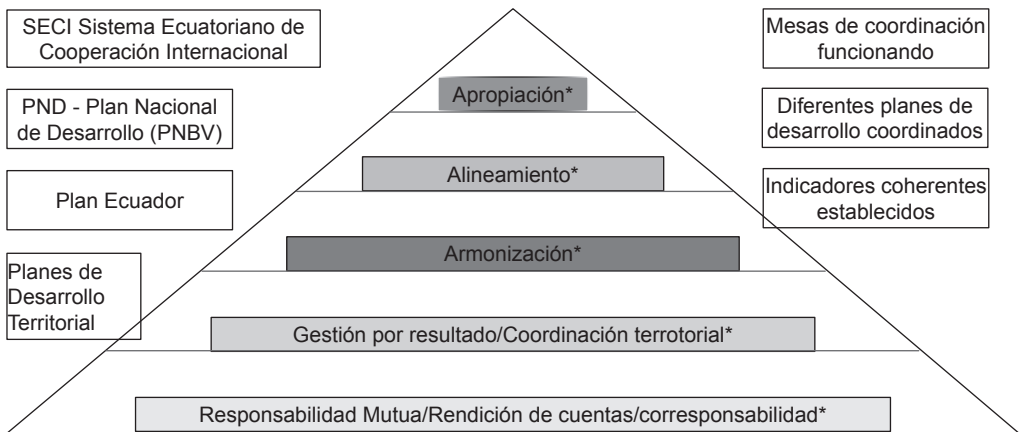 SECI Sistema Ecuatoriano de
Cooperación Internacional
PND - Plan Nacional
de Desarrollo (PNBV)
Plan Ecuador
Planes de
Desarrollo
Territorial
Apropiación*
Alineamiento*
Armonización*
Gestión por resultado/Coordinación terrotorial*
Responsabilidad Mutua/Rendición de cuentas/corresponsabilidad*
Mesas de coordinación
funcionando
Diferentes planes de
desarrollo coordinados
Indicadores coherentes
establecidos